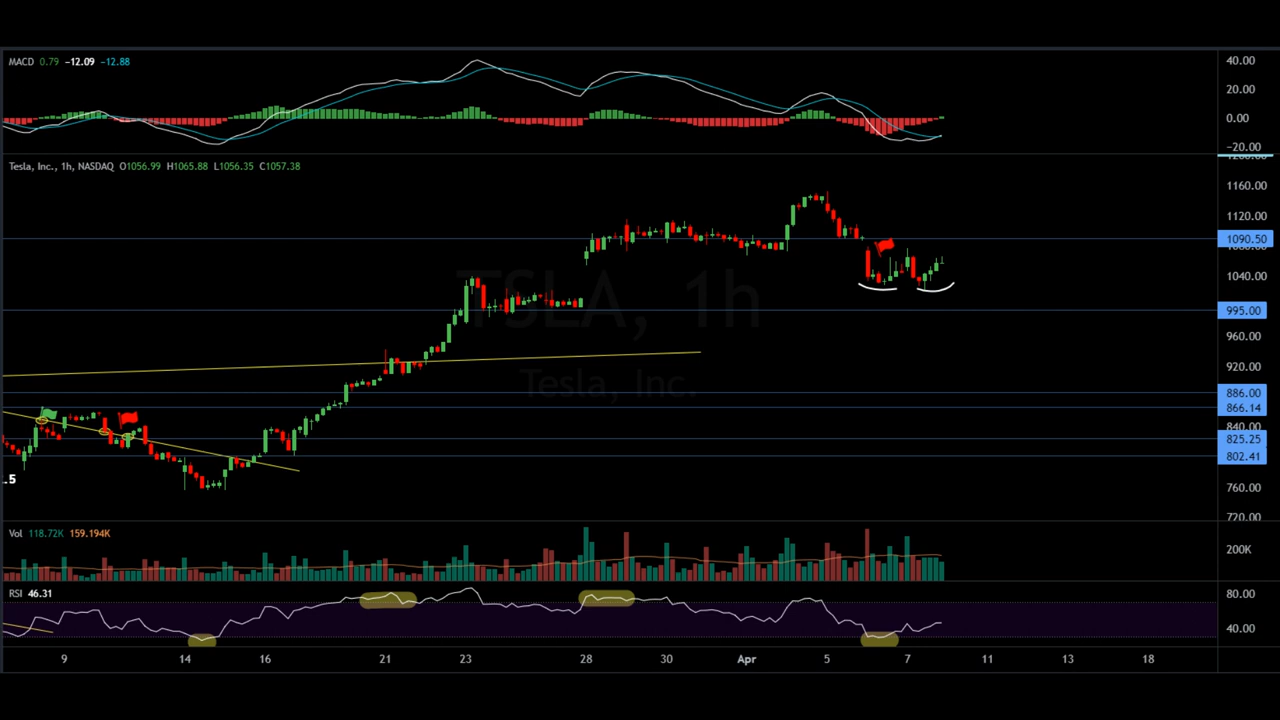 MACD 0.79 −12.09 −12.88
40.00
20.00
0.00
−20.00
Tesla, Inc., 1h, NASDAQ O1056.99 H1065.88 L1056.35 C1057.38
1160.00
1120.00
1090.50
1040.00
TSLA, 1h
995.00
960.00
920.00
Tesla, Inc.
886.00
866.14
840.00
825.25
802.41
.5
760.00
720.00
Vol 118.72K 159.194K
200K
RSI 46.31
80.00
40.00
9 14 16 21 23 28 30 Apr 5 7 11 13 18